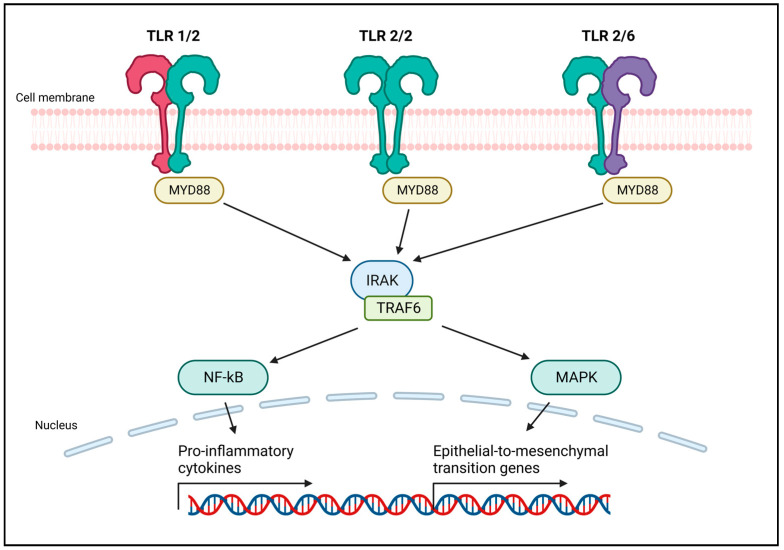 TLR 1/2
TLR 2/2
TLR 2/6
Cell membrane
MYD88
MYD88
MYD88
IRAK
TRAF6
NF-kB
MAPK
Nucleus
Pro-inflammatory
cytokines
Epithelial-to-mesenchymal
transition genes